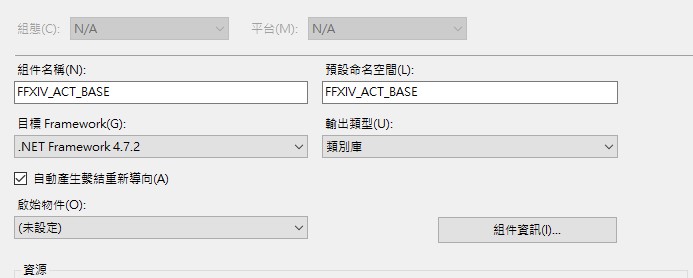 組態(C): N/A 平台(M): N/A
組件名稱(N): 預設命名空間(L):
FFXIV_ACT_BASE FFXIV_ACT_BASE
目標 Framework(G): 輸出類型(U):
.NET Framework 4.7.2 類別庫
自動產生繫結重新導向(A)
啟始物件(O):
(未設定) 組件資訊(I)...
資源